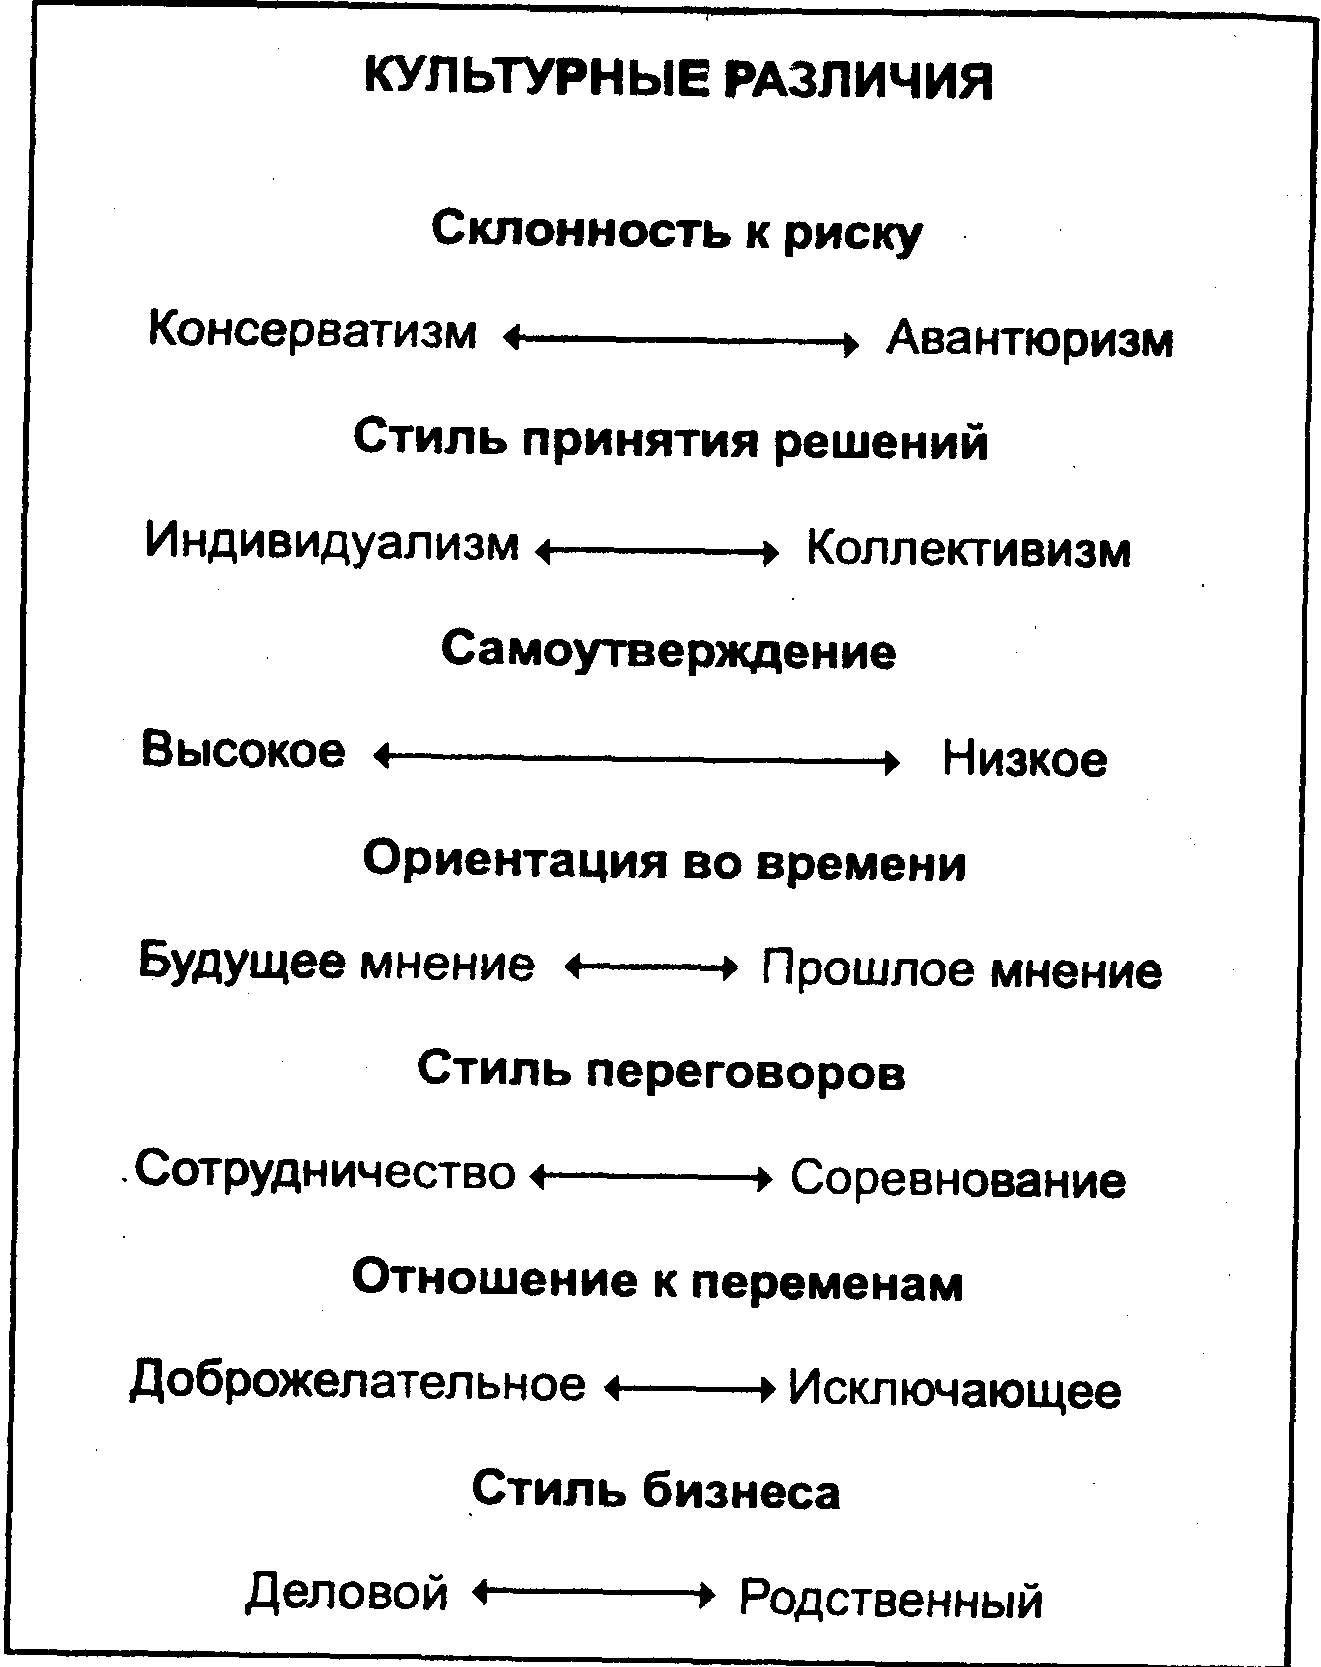 КУЛЬТУРНЫЕ РАЗЛИЧИЯ
Склонность к риску
Консерватизм Авантюризм
Стиль принятия решений
Индивидуализм Коллективизм
Самоутверждение
Высокое Низкое
Ориентация во времени
Будущее мнение Прошлое мнение
Стиль переговоров
Сотрудничество Соревнование
Отношение к переменам
Доброжелательное Исключающее
Стиль бизнеса
Деловой Родственный